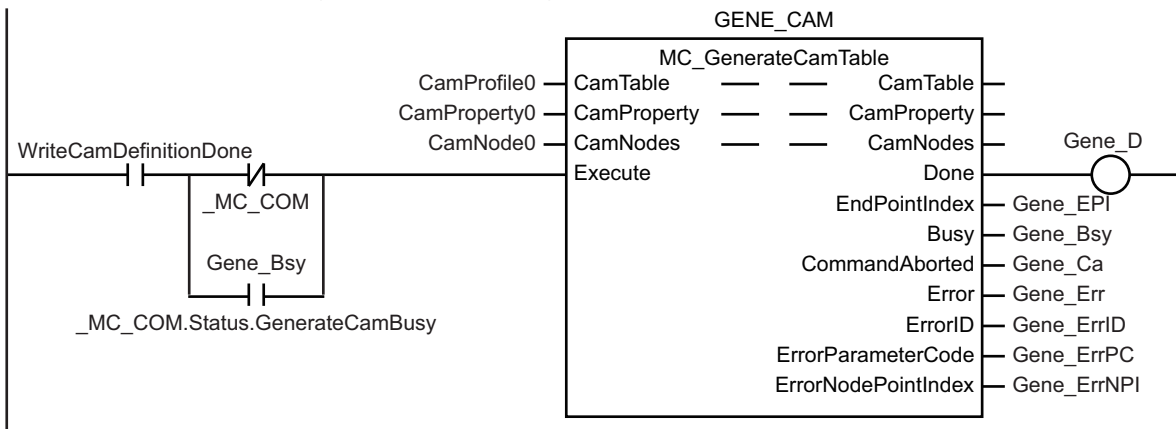 GENE_CAM
MC_GenerateCamTable
CamProfile0 CamTable CamTable
CamProperty0 CamProperty CamProperty
CamNode0 CamNodes CamNodes Gene_D
WriteCamDefinitionDone Execute Done
_MC_COM EndPointIndex Gene_EPI
Busy Gene_Bsy
Gene_Bsy CommandAborted Gene_Ca
Error Gene_Err
_MC_COM.Status.GenerateCamBusy ErrorID Gene_ErrID
ErrorParameterCode Gene_ErrPC
ErrorNodePointIndex Gene_ErrNPI